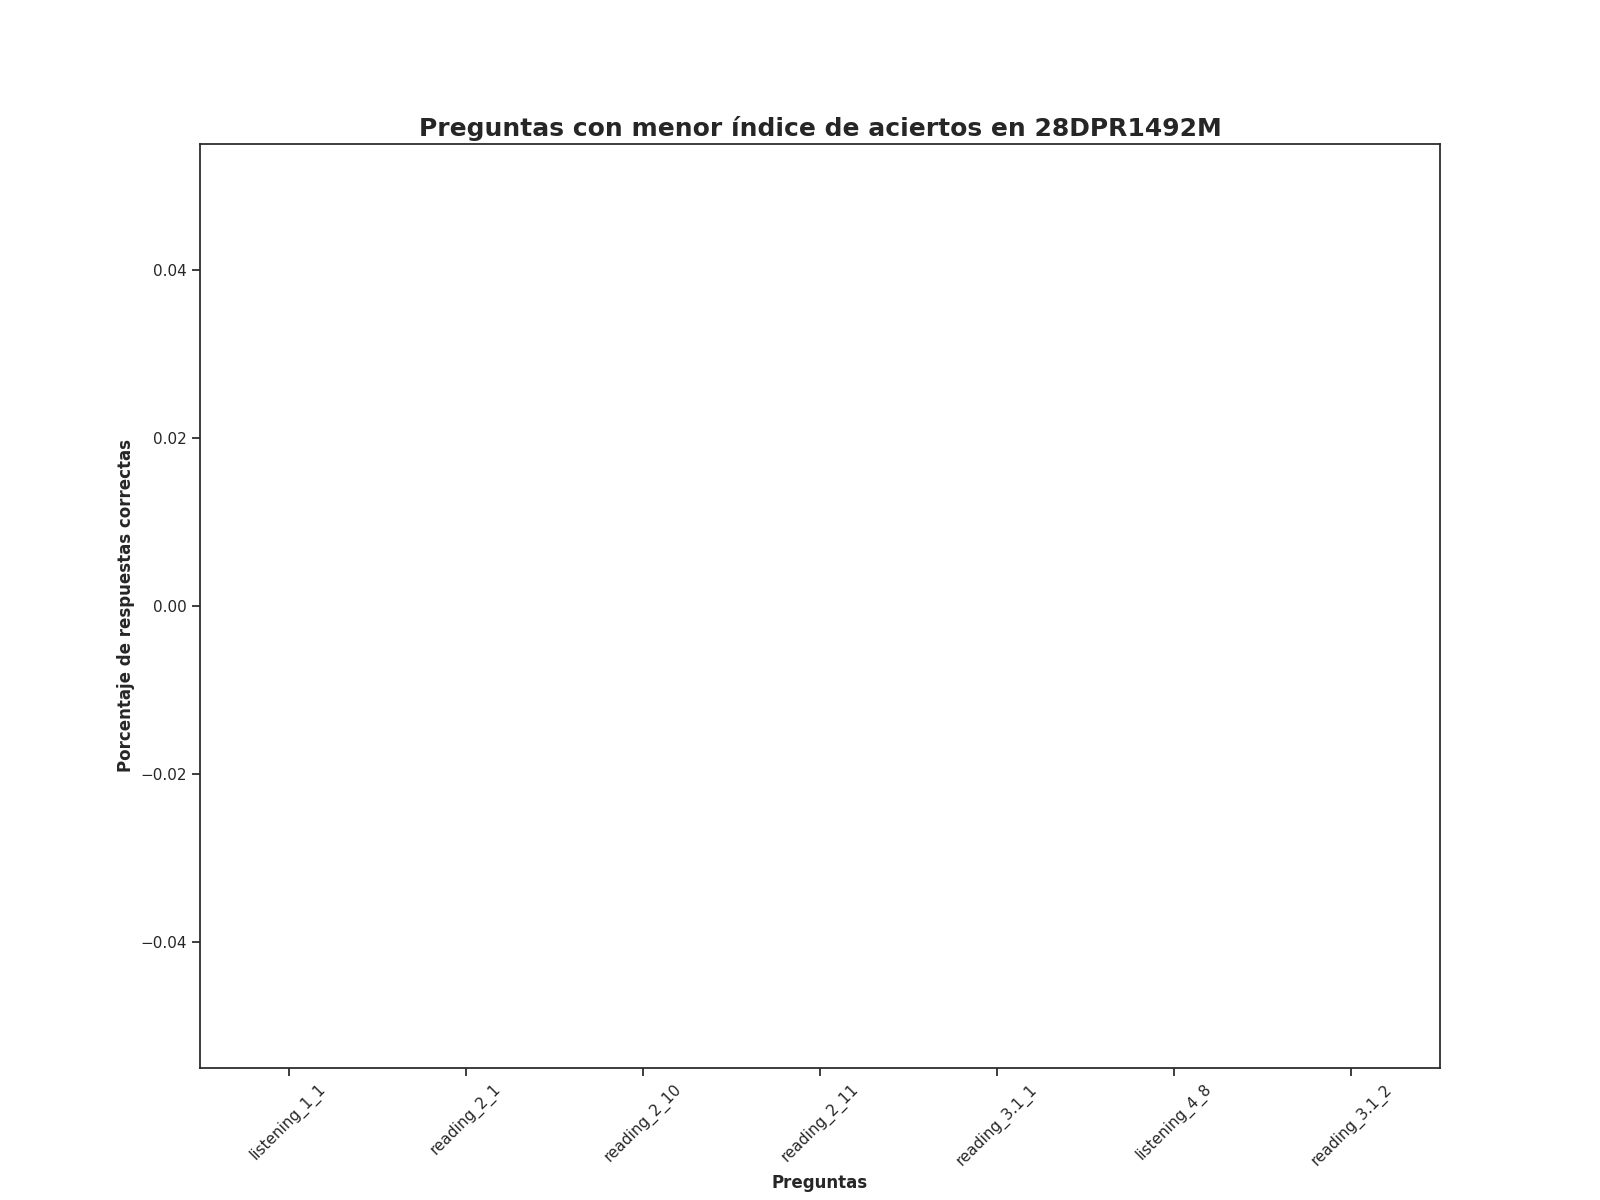 Preguntas con menor índice de aciertos en 28DPR1492M
Porcentaje de respuestas correctas
0.04
0.02
0.00
−0.02
−0.04
listening_1_1
reading_2_1
reading_2_10
reading_2_11
reading_3.1_1
listening_4_8
reading_3.1_2
Preguntas